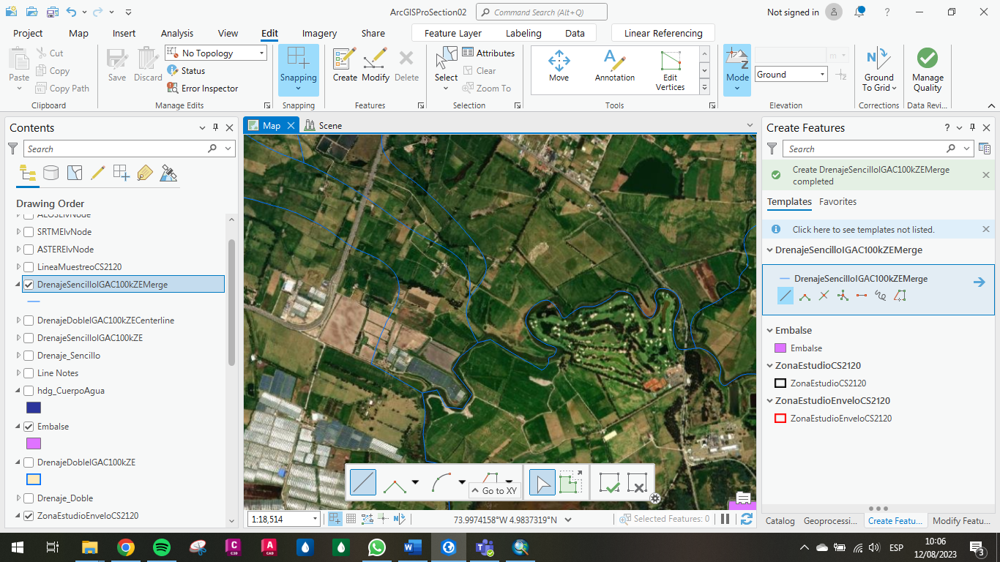 ArcGISProSection02
Command Search (Alt+Q)
Not signed in
?
Project
Map
Insert
Analysis
View
Edit
Imagery
Share
Feature Layer
Labeling
Data
Linear Referencing
Paste
Cut
Copy
Copy Path
Clipboard
Save
Discard
No Topology
Status
Error Inspector
Manage Edits
Snapping
Snapping
Create
Modify
Delete
Features
Select
Attributes
Clear
Zoom To
Selection
Move
Annotation
Edit
Vertices
Tools
Mode
m
Ground
Elevation
Ground
To Grid
Corrections
Manage
Quality
Data Revi...
Contents
Search
Drawing Order
ALOSElvNode
SRTMElvNode
ASTERElvNode
LineaMuestreoCS2120
DrenajeSencilloIGAC100kZEMerge
DrenajeDobleIGAC100kZECenterline
DrenajeSencilloIGAC100kZE
Drenaje_Sencillo
Line Notes
hdg_CuerpoAgua
Embalse
DrenajeDobleIGAC100kZE
Drenaje_Doble
ZonaEstudioEnveloCS2120
Map
Scene
Go to XY
1:18,514
73.9974158°W 4.9837319°N
Selected Features: 0
Create Features
?
Search
Create DrenajeSencilloIGAC100kZEMerge
completed
Templates
Favorites
Click here to see templates not listed.
DrenajeSencilloIGAC100kZEMerge
DrenajeSencilloIGAC100kZEMerge
Embalse
Embalse
ZonaEstudioCS2120
ZonaEstudioCS2120
ZonaEstudioEnveloCS2120
ZonaEstudioEnveloCS2120
Catalog
Geoprocessi...
Create Featu...
Modify Featu...
C
C3D
A
CAD
W
ESP
10:06
12/08/2023
3